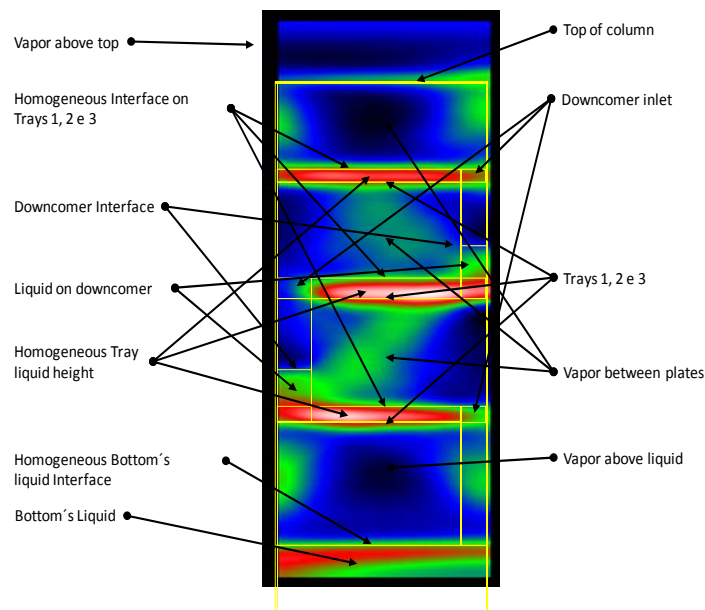 Vapor above top
Homogeneous Interface on
Trays 1, 2 e 3
Downcomer Interface
Liquid on downcomer
Homogeneous Tray
liquid height
Homogeneous Bottom´s
liquid Interface
Bottom´s Liquid
Top of column
Downcomer inlet
Trays 1, 2 e 3
Vapor between plates
Vapor above liquid